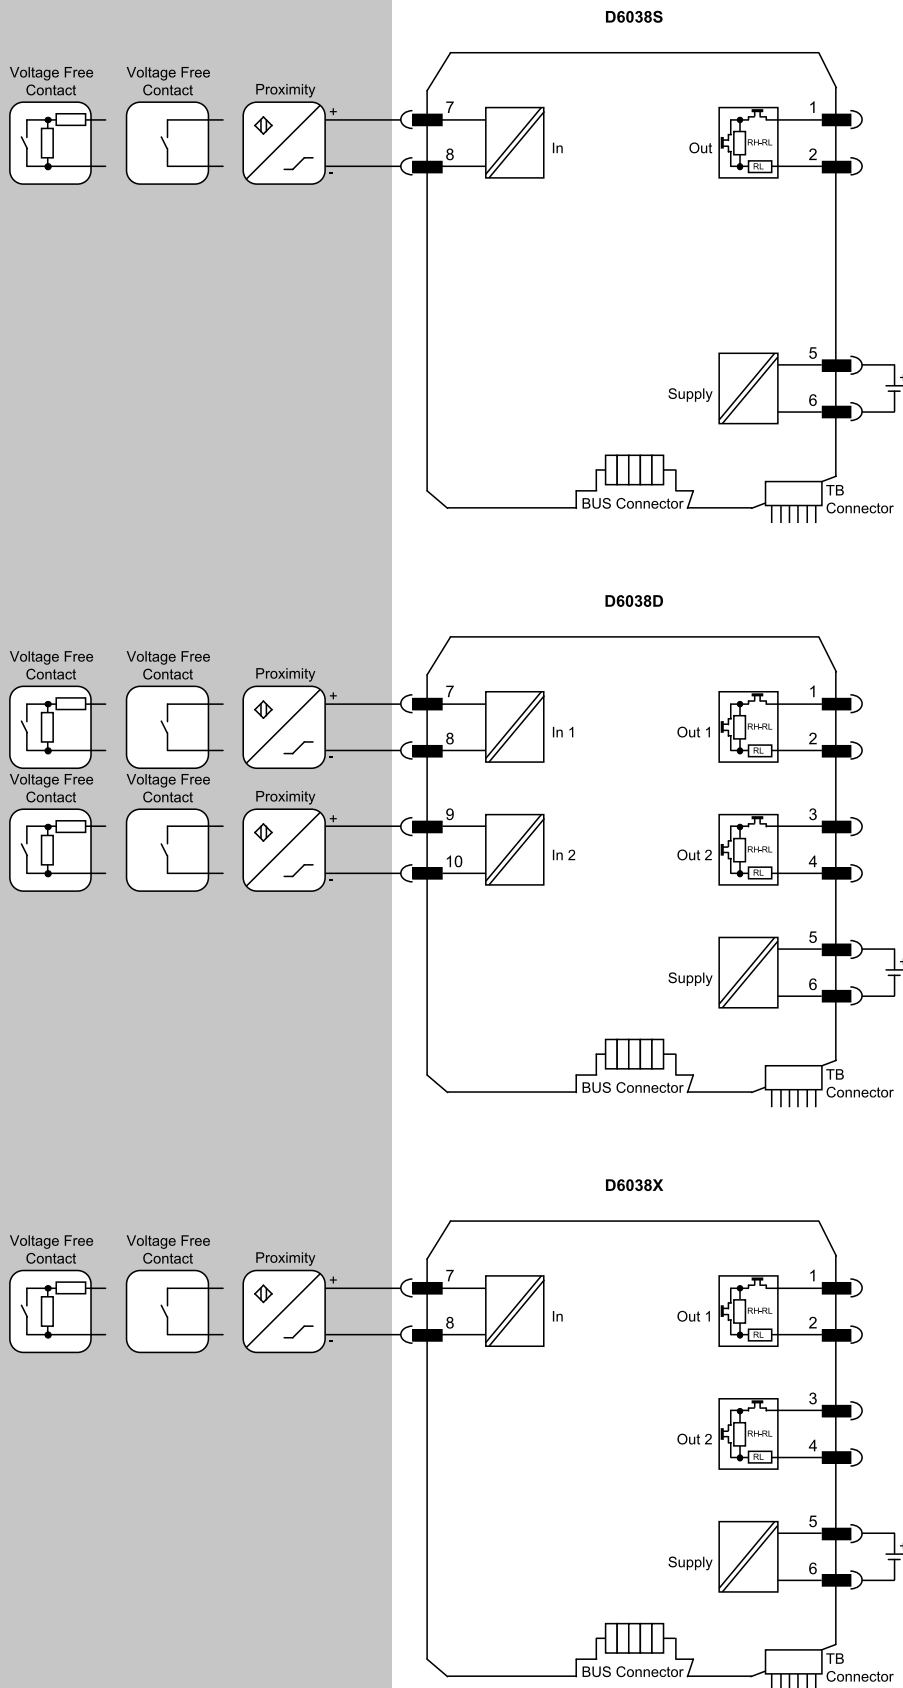 D6038S
Voltage Free
Contact
Voltage Free
Contact
Proximity
+
-
7
8
In
Out
RH-RL
RL
1
2
Supply
5
6
+
BUS Connector
TB
Connector
D6038D
Voltage Free
Contact
Voltage Free
Contact
Proximity
+
-
7
8
In 1
Out 1
RH-RL
RL
1
2
Voltage Free
Contact
Voltage Free
Contact
Proximity
+
-
9
10
In 2
Out 2
RH-RL
RL
3
4
Supply
5
6
+
BUS Connector
TB
Connector
D6038X
Voltage Free
Contact
Voltage Free
Contact
Proximity
+
-
7
8
In
Out 1
RH-RL
RL
1
2
Out 2
RH-RL
RL
3
4
Supply
5
6
+
BUS Connector
TB
Connector